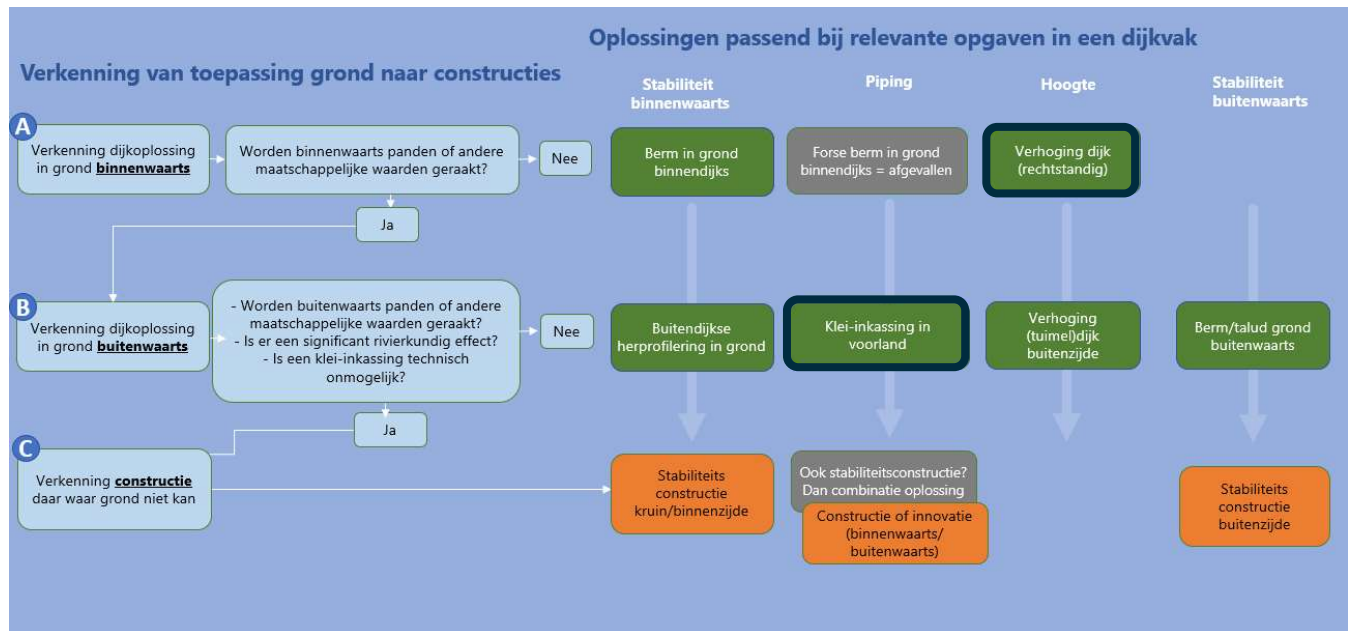 Oplossingen passend bij relevante opgaven in een dijkvak
Verkenning van toepassing grond naar constructies
Stabiliteit
binnenwaarts
Piping
Hoogte
Stabiliteit
buitenwaarts
A
Verkenning dijkoplossing
in grond binnenwaarts
Worden binnenwaarts panden of andere
maatschappelijke waarden geraakt?
Nee
Berm in grond
binnendijks
Forse berm in grond
binnendijks = afgevallen
Verhoging dijk
(rechtstandig)
Ja
B
Verkenning dijkoplossing
in grond buitenwaarts
- Worden buitenwaarts panden of andere
maatschappelijke waarden geraakt?
- Is er een significant rivierkundig effect?
- Is een klei-inkassing technisch
onmogelijk?
Nee
Buitendijkse
herprofilering in grond
Klei-inkassing in
voorland
Verhoging
(tuimel)dijk
buitenzijde
Berm/talud grond
buitenwaarts
Ja
C
Verkenning constructie
daar waar grond niet kan
Stabiliteits
constructie
kruin/binnenzijde
Ook stabiliteitsconstructie?
Dan combinatie oplossing
Constructie of innovatie
(binnenwaarts/
buitenwaarts)
Stabiliteits
constructie
buitenzijde